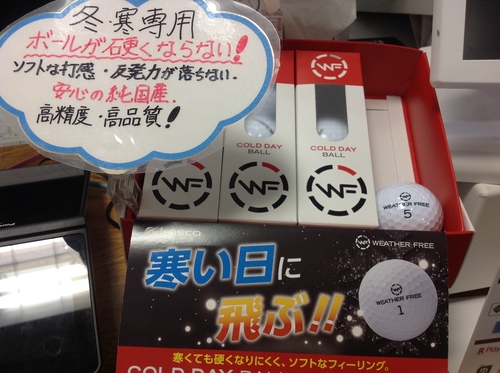 冬・寒専用
ボールが硬くならない!
ソフトな打感・反発力が落ちない.
安心の純国産.
高精度・高品質!
WF
COLD DAY
BALL
WF
COLD DAY
BALL
WF
WF
WEATHER FREE
5
WEATHER FREE
寒い日に
飛ぶ!!
WEATHER FREE
1
寒くても硬くなりにくく、ソフトなフィーリング。
COLD DAY BALL